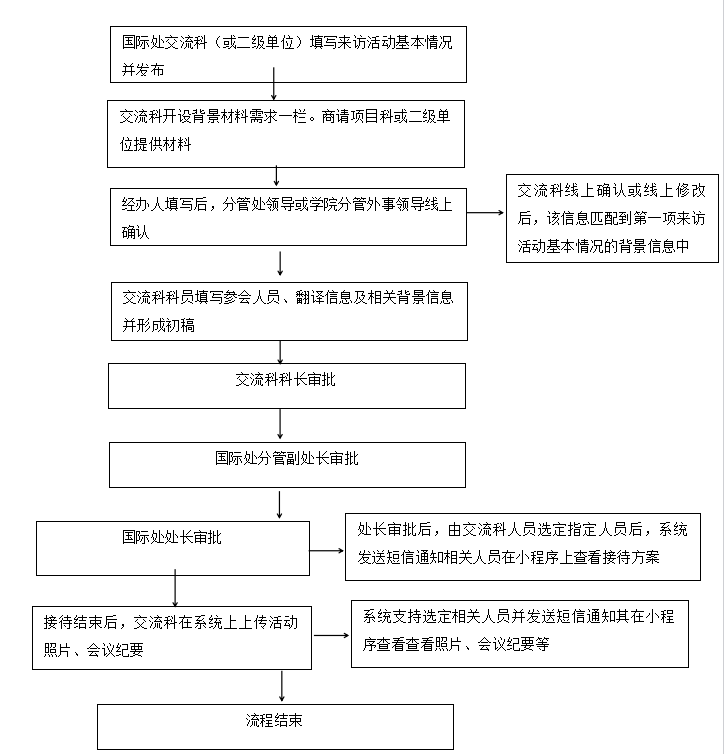 国际处交流科（或二级单位）填写来访活动基本情况
并发布
交流科开设背景材料需求一栏。商请项目科或二级单
位提供材料
经办人填写后，分管处领导或学院分管外事领导线上
确认
交流科线上确认或线上修改
后，该信息匹配到第一项来访
活动基本情况的背景信息中
交流科科员填写参会人员、翻译信息及相关背景信息
并形成初稿
交流科科长审批
国际处分管副处长审批
国际处处长审批
处长审批后，由交流科人员选定指定人员后，系统
发送短信通知相关人员在小程序上查看接待方案
接待结束后，交流科在系统上上传活动
照片、会议纪要
系统支持选定相关人员并发送短信通知其在小程
序查看查看照片、会议纪要等
流程结束